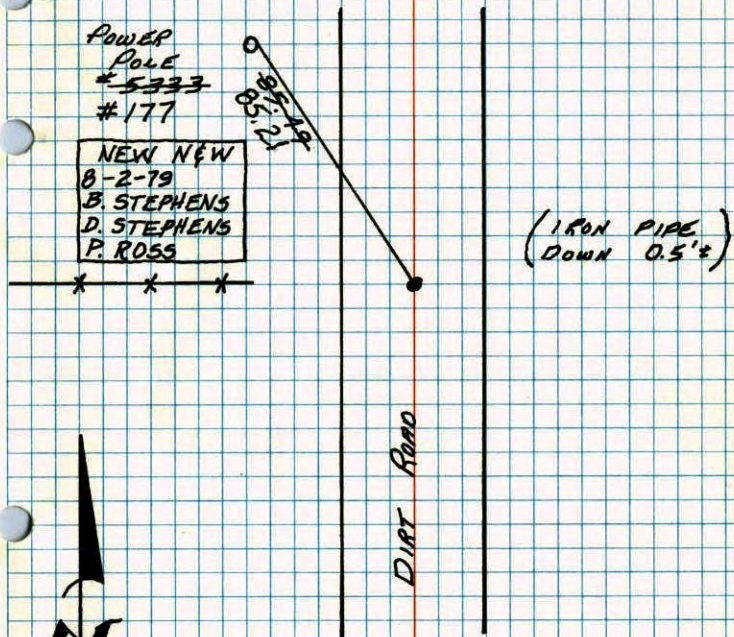 POWER
POLE
# 5333
# 177
85.49
85.21
NEW N&W
8-2-79
B. STEPHENS
D. STEPHENS
P. ROSS
(IRON PIPE
DOWN 0.5'±)
DIRT ROAD
N